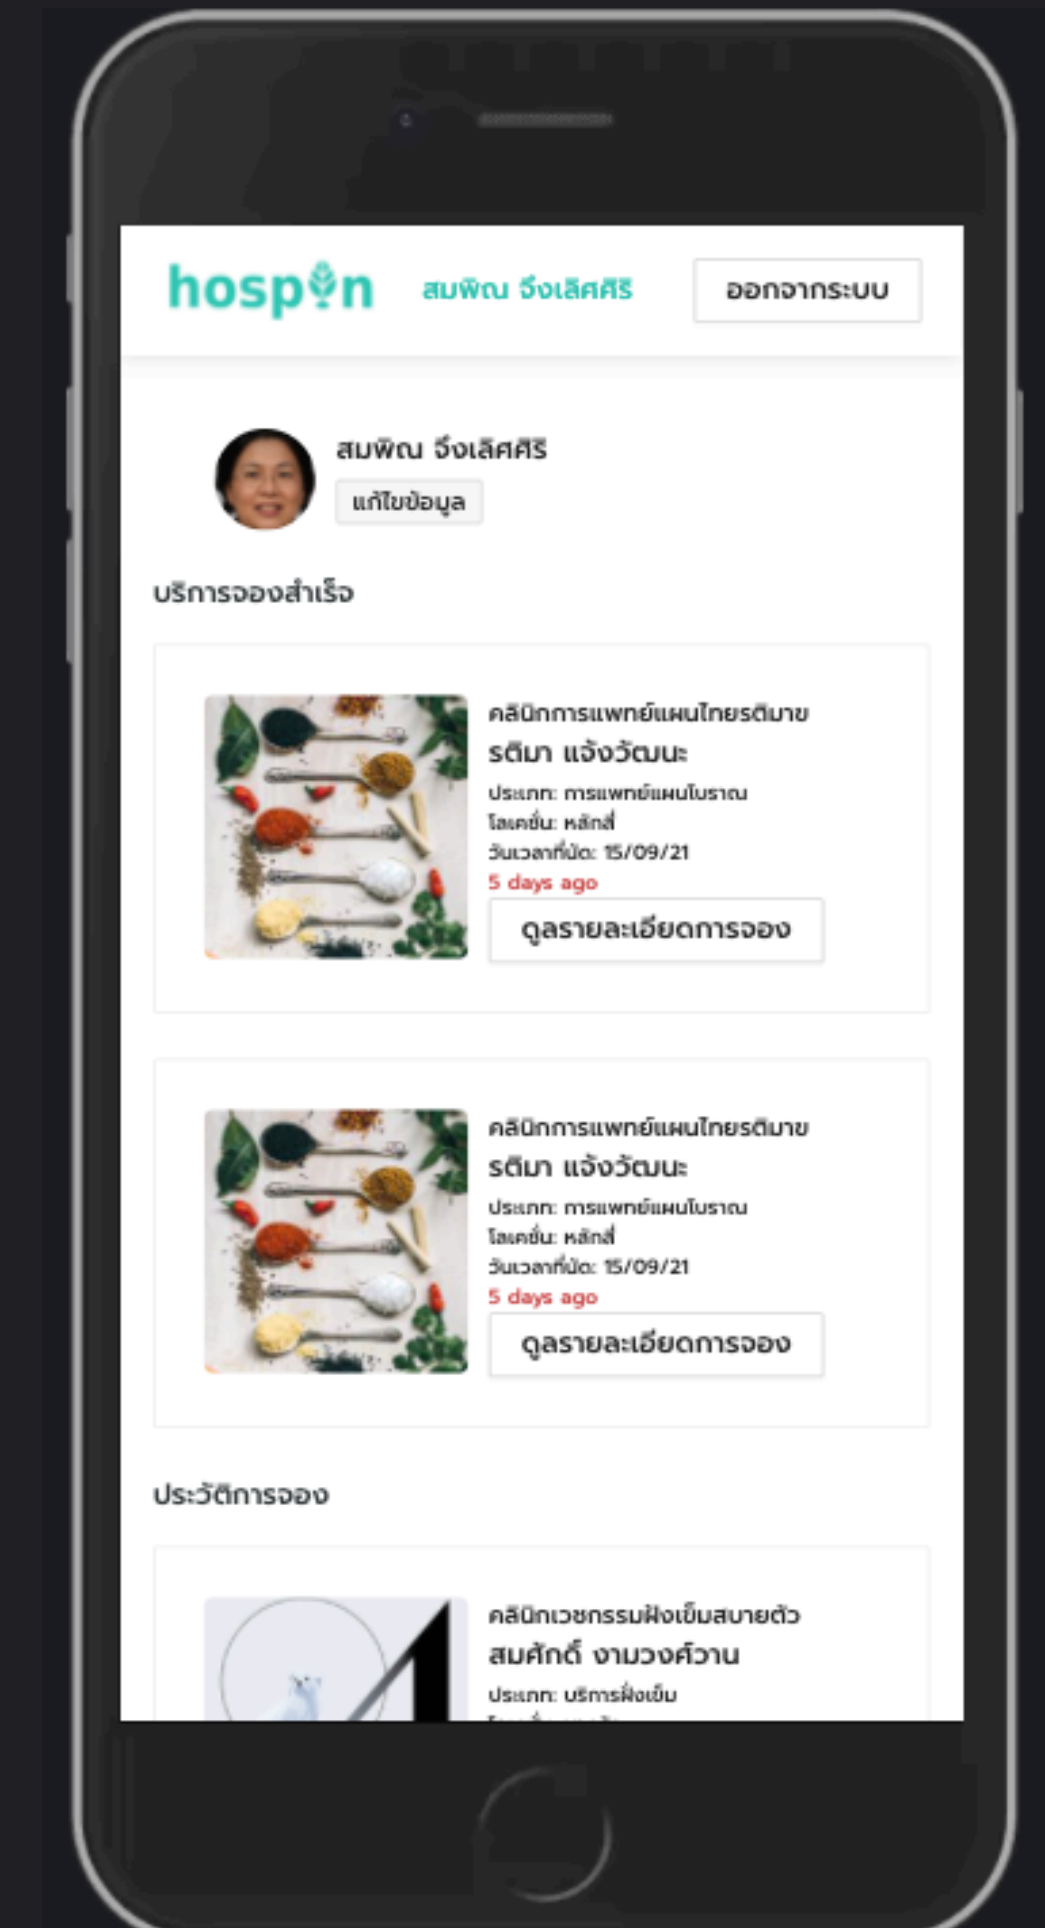 hospin
สมพิณ จึงเลิศศิริ
ออกจากระบบ
สมพิณ จึงเลิศศิริ
แก้ไขข้อมูล
บริการจองสำเร็จ
คลินิกการแพทย์แผนไทยรติมาข
รติมา แจ้งวัฒนะ
ประเภท: การแพทย์แผนโบราณ
โลเคชั่น: หลักสี่
วันเวลาที่นัด: 15/09/21
5 days ago
ดูลรายละเอียดการจอง
คลินิกการแพทย์แผนไทยรติมาข
รติมา แจ้งวัฒนะ
ประเภท: การแพทย์แผนโบราณ
โลเคชั่น: หลักสี่
วันเวลาที่นัด: 15/09/21
5 days ago
ดูลรายละเอียดการจอง
ประวัติการจอง
คลินิกเวชกรรมฝังเข็มสบายตัว
สมศักดิ์ งามวงศ์วาน
ประเภท: บริการฝั่งเข็ม